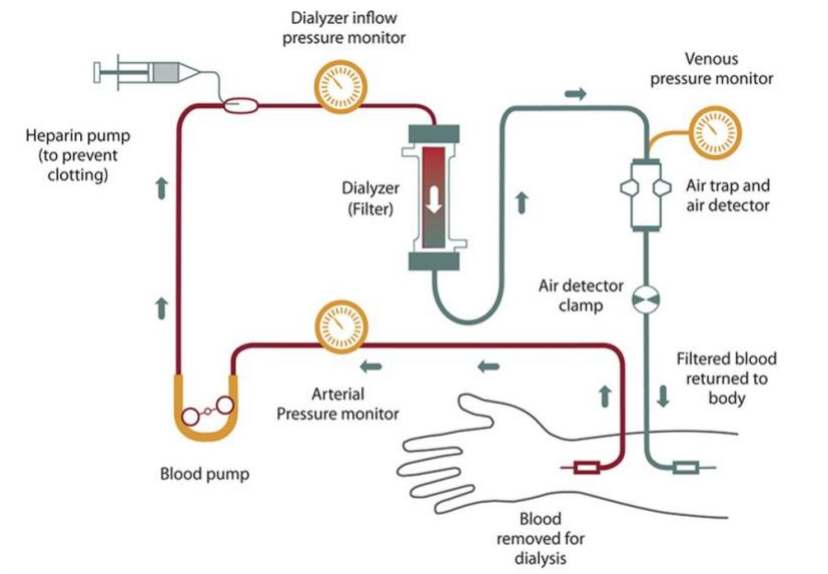 Dialyzer inflow
pressure monitor
Venous
pressure monitor
Heparin pump
(to prevent
clotting)
Dialyzer
(Filter)
Air trap and
air detector
Air detector
clamp
Arterial
Pressure monitor
Filtered blood
returned to
body
Blood pump
Blood
removed for
dialysis